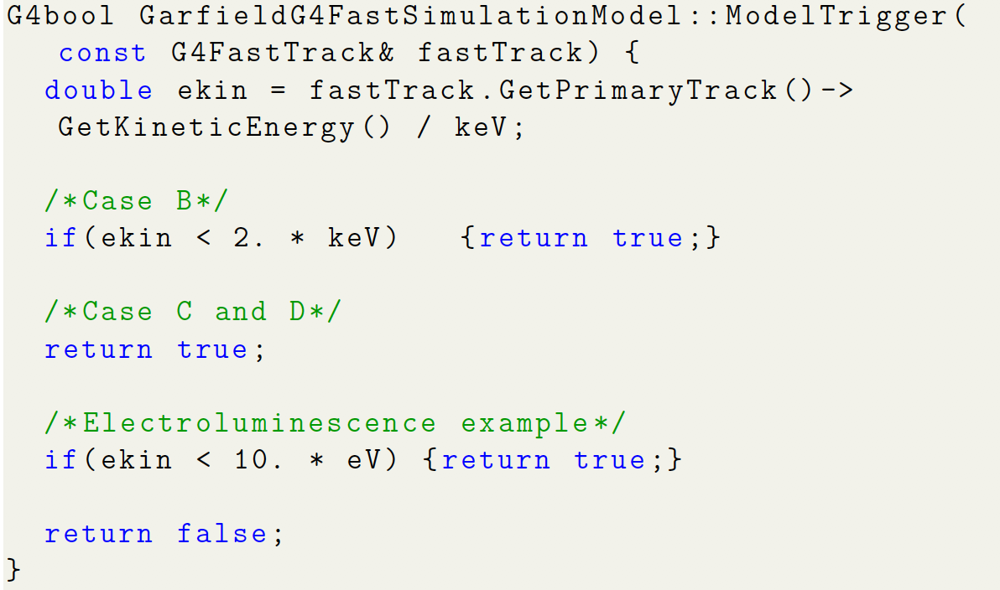 G4bool GarfieldG4FastSimulationModel::ModelTrigger(
const G4FastTrack& fastTrack) {
double ekin = fastTrack.GetPrimaryTrack()->
GetKineticEnergy() / keV;
/*Case B*/
if(ekin < 2. * keV) {return true;}
/*Case C and D*/
return true;
/*Electroluminescence example*/
if(ekin < 10. * eV) {return true;}
return false;
}